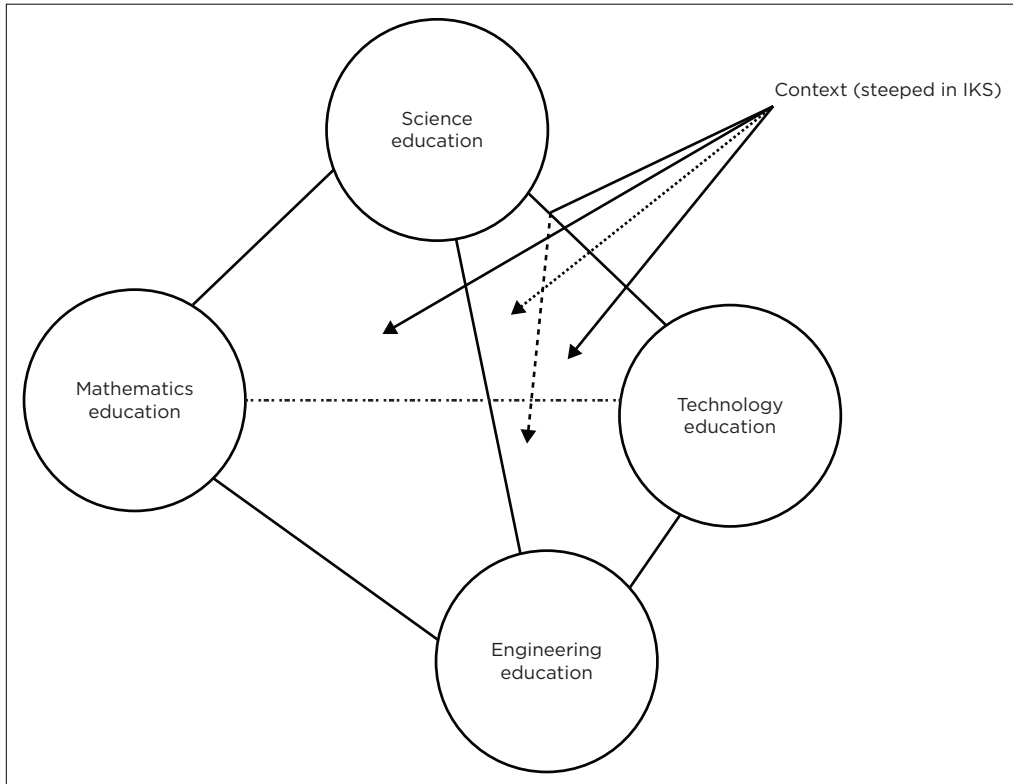 Context (steeped in IKS)
Science
education
Mathematics
education
Technology
education
Engineering
education